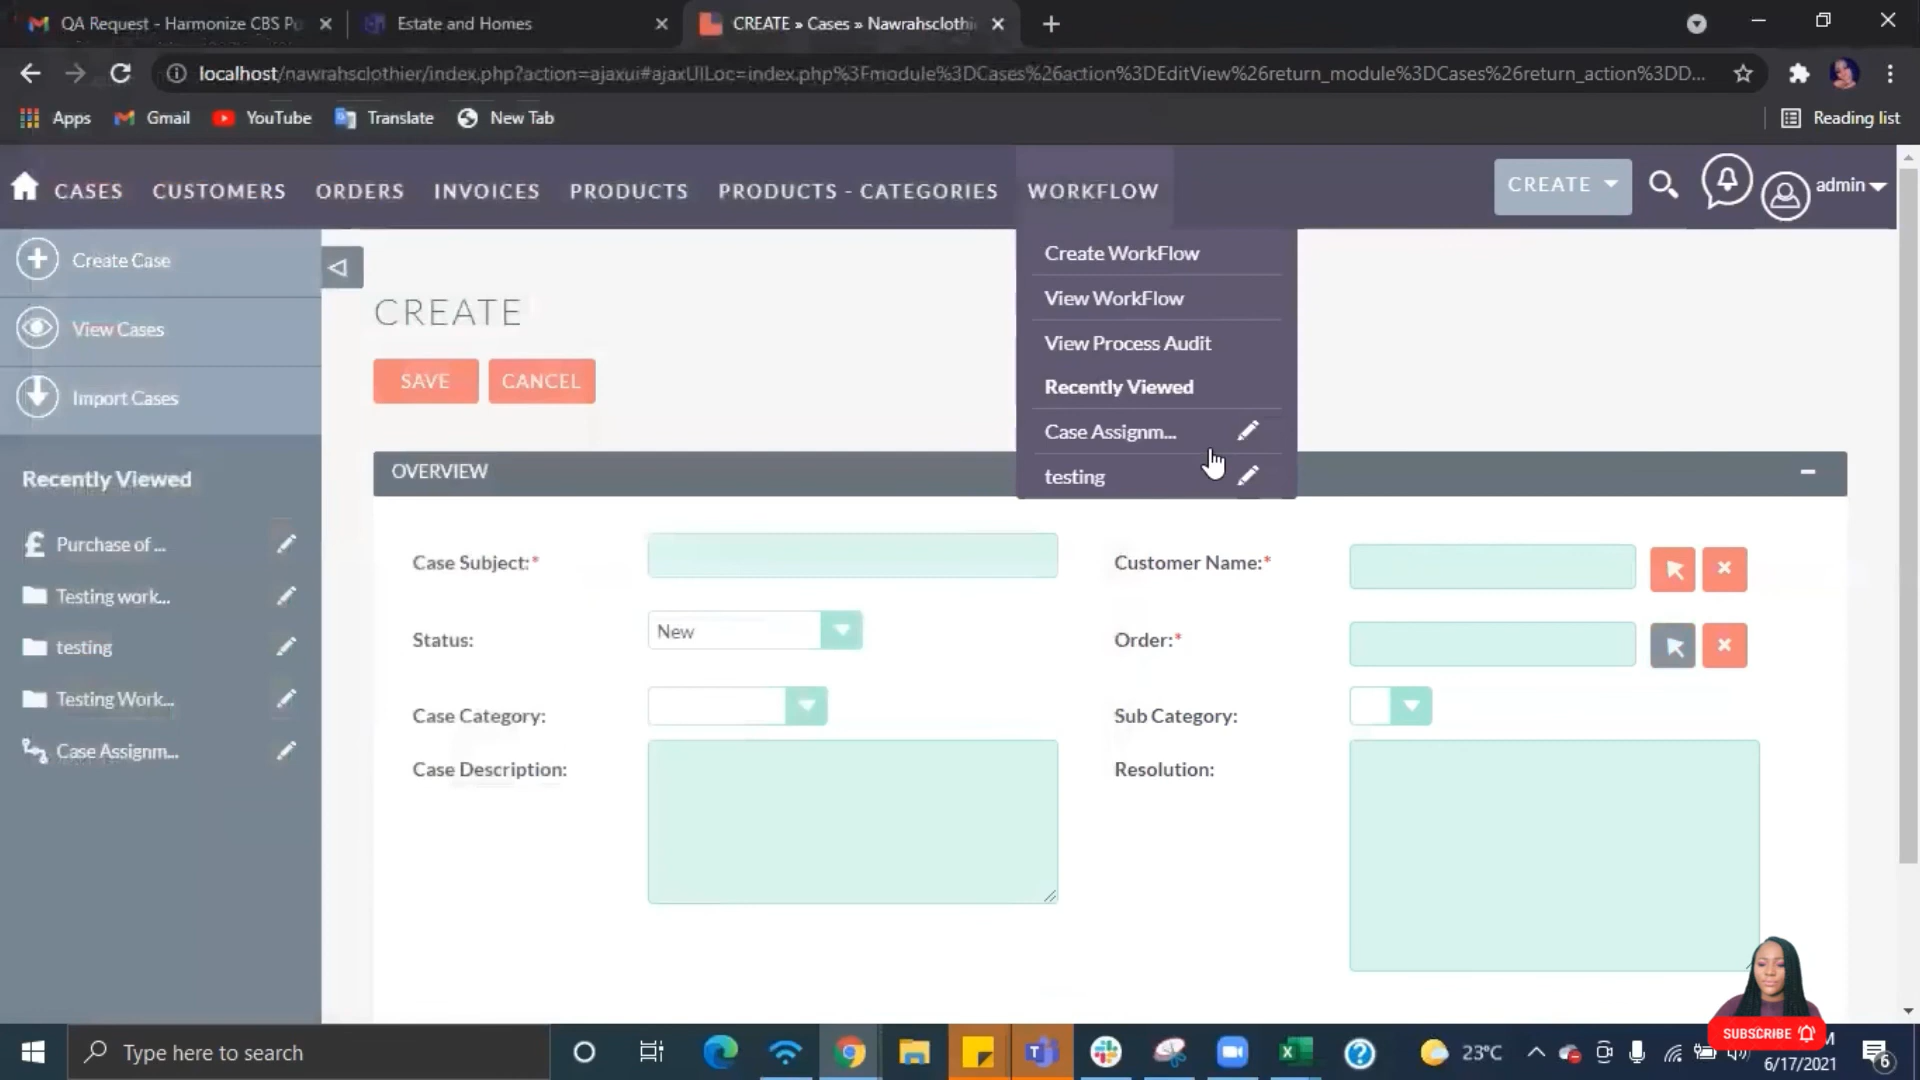 QA Request - Harmonize CBS Po
Estate and Homes
CREATE » Cases » Nawrahsclothi
localhost/nawrahsclothier/index.php?action=ajaxui#ajaxUILoc=index.php%3Fmodule%3DCases%26action%3DEditView%26return_module%3DCases%26return_action%3DD...
Apps
Gmail
YouTube
Translate
New Tab
Reading list
CASES
CUSTOMERS
ORDERS
INVOICES
PRODUCTS
PRODUCTS - CATEGORIES
WORKFLOW
CREATE
admin
Create WorkFlow
View WorkFlow
View Process Audit
Recently Viewed
Case Assignm...
testing
Create Case
View Cases
Import Cases
Recently Viewed
£ Purchase of ...
Testing work...
testing
Testing Work...
Case Assignm...
CREATE
SAVE
CANCEL
OVERVIEW
Case Subject:*
Customer Name:*
Status:
New
Order:*
Case Category:
Sub Category:
Case Description:
Resolution:
SUBSCRIBE
Type here to search
23°C
M
6/17/2021
6